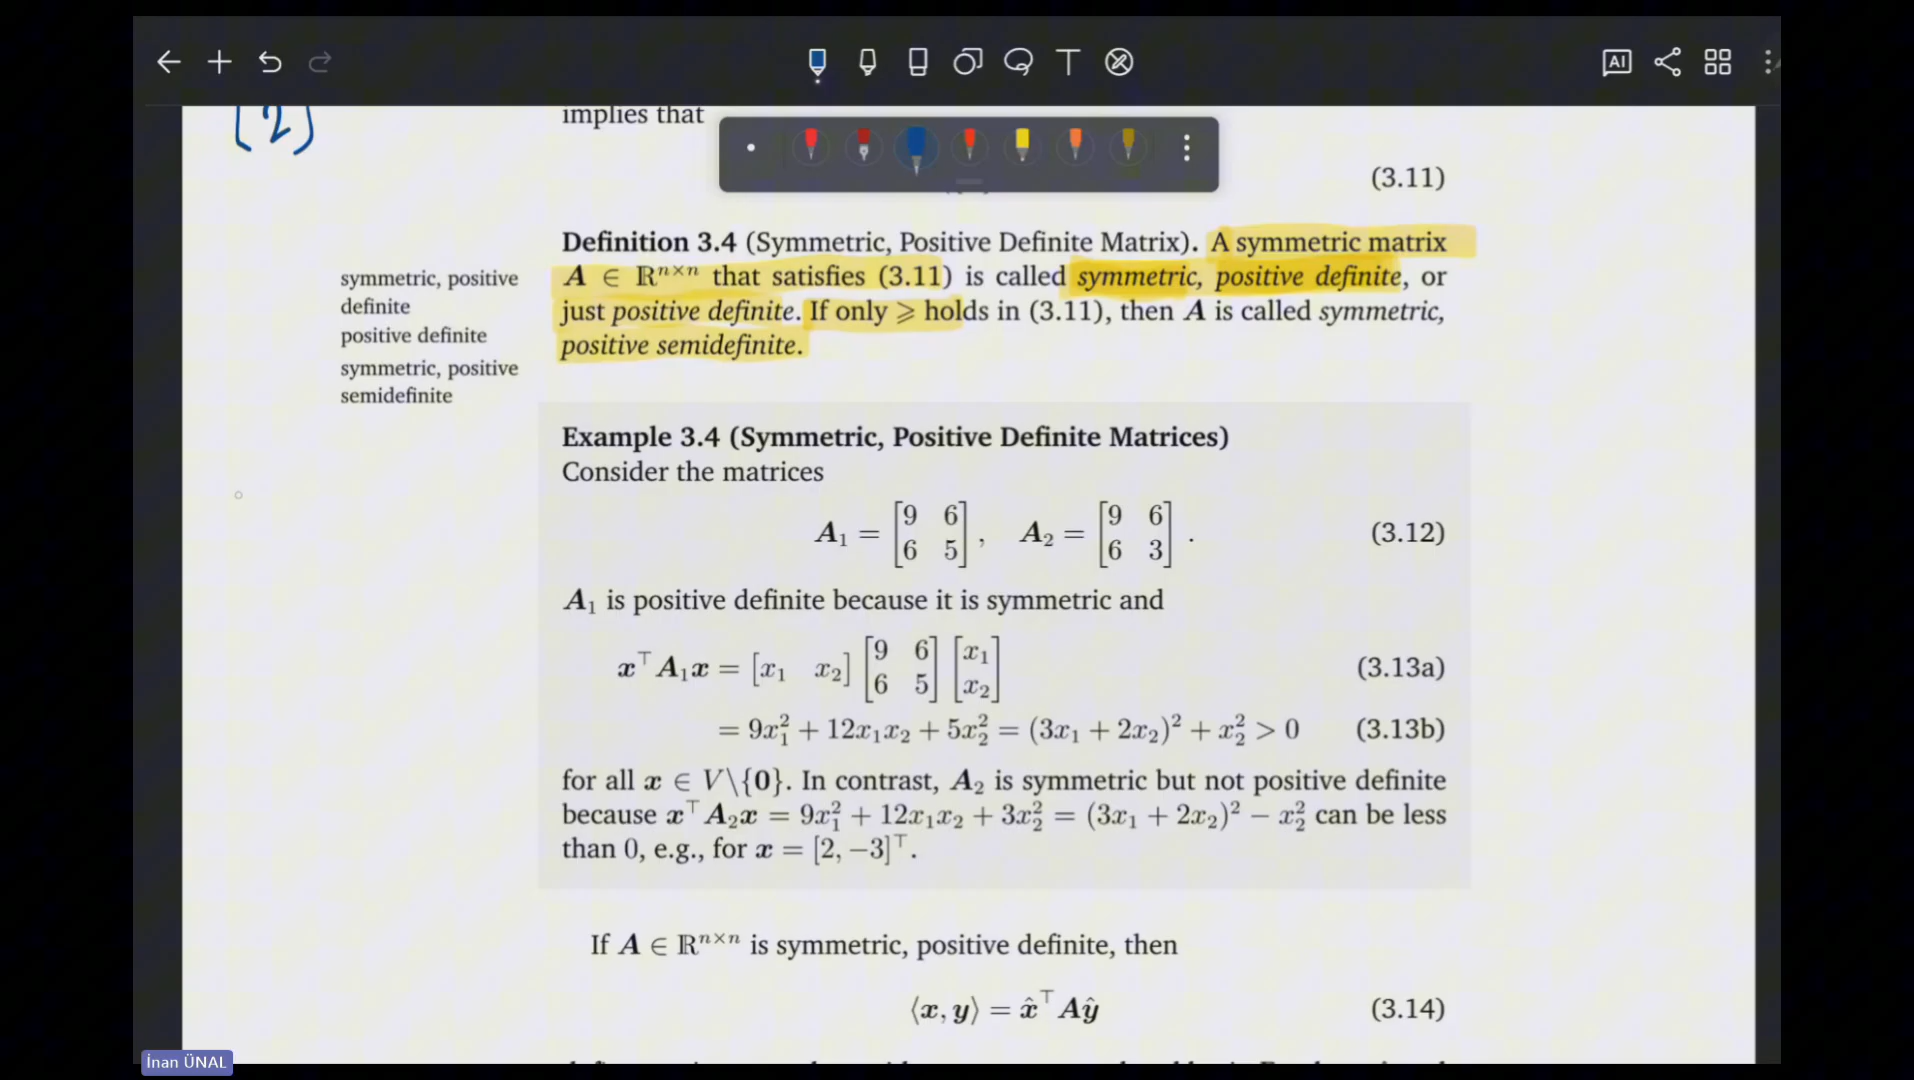 AI
[2]
implies that
(3.11)
Definition 3.4 (Symmetric, Positive Definite Matrix). A symmetric matrix
A ∈ ℝⁿˣⁿ that satisfies (3.11) is called symmetric, positive definite, or
just positive definite. If only ⩾ holds in (3.11), then A is called symmetric,
positive semidefinite.
symmetric, positive
definite
positive definite
symmetric, positive
semidefinite
Example 3.4 (Symmetric, Positive Definite Matrices)
Consider the matrices
A₁ = [9 6; 6 5], A₂ = [9 6; 6 3]. (3.12)
A₁ is positive definite because it is symmetric and
x⊤A₁x = [x₁ x₂] [9 6; 6 5] [x₁; x₂] (3.13a)
= 9x₁² + 12x₁x₂ + 5x₂² = (3x₁ + 2x₂)² + x₂² > 0 (3.13b)
for all x ∈ V\{0}. In contrast, A₂ is symmetric but not positive definite
because x⊤A₂x = 9x₁² + 12x₁x₂ + 3x₂² = (3x₁ + 2x₂)² − x₂² can be less
than 0, e.g., for x = [2, −3]⊤.
If A ∈ ℝⁿˣⁿ is symmetric, positive definite, then
⟨x, y⟩ = x̂⊤Aŷ (3.14)
İnan ÜNAL